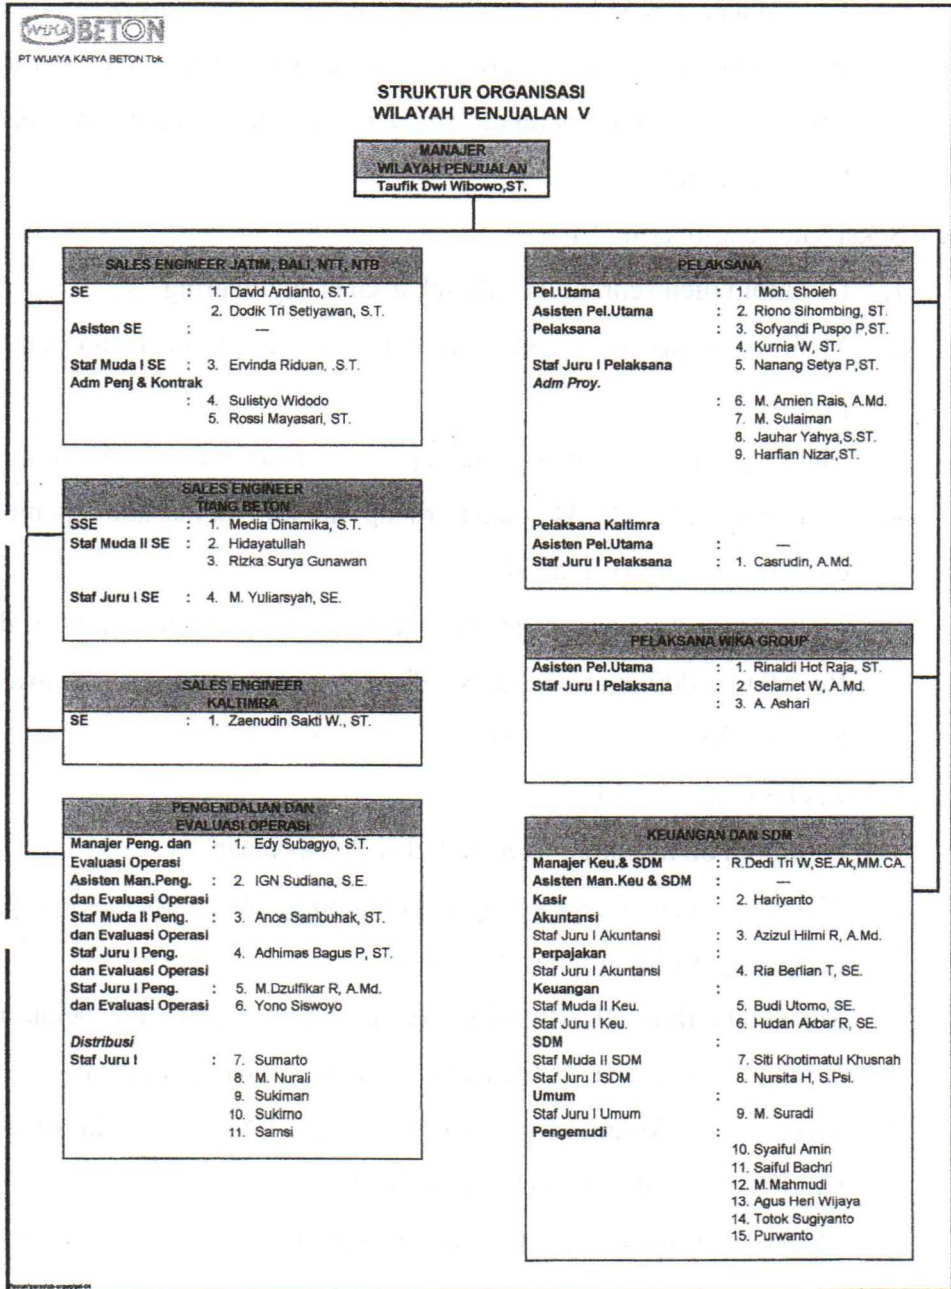 WIKA BETON
PT WIJAYA KARYA BETON Tbk.
STRUKTUR ORGANISASI
WILAYAH PENJUALAN V
MANAJER
WILAYAH PENJUALAN
Taufik Dwi Wibowo,ST.
SALES ENGINEER JATIM, BALI, NTT, NTB
SE : 1. David Ardianto, S.T.
2. Dodik Tri Setiyawan, S.T.
Asisten SE : ---
Staf Muda I SE : 3. Ervinda Riduan, .S.T.
Adm Penj & Kontrak
: 4. Sulistyo Widodo
5. Rossi Mayasari, ST.
SALES ENGINEER
TIANG BETON
SSE : 1. Media Dinamika, S.T.
Staf Muda II SE : 2. Hidayatullah
3. Rizka Surya Gunawan
Staf Juru I SE : 4. M. Yuliarsyah, SE.
SALES ENGINEER
KALTIMRA
SE : 1. Zaenudin Sakti W., ST.
PENGENDALIAN DAN
EVALUASI OPERASI
Manajer Peng. dan : 1. Edy Subagyo, S.T.
Evaluasi Operasi
Asisten Man.Peng. : 2. IGN Sudiana, S.E.
dan Evaluasi Operasi
Staf Muda II Peng. : 3. Ance Sambuhak, ST.
dan Evaluasi Operasi
Staf Juru I Peng. 4. Adhimas Bagus P, ST.
dan Evaluasi Operasi
Staf Juru I Peng. : 5. M.Dzulfikar R, A.Md.
dan Evaluasi Operasi 6. Yono Siswoyo
Distribusi
Staf Juru I : 7. Sumarto
8. M. Nurali
9. Sukiman
10. Sukirno
11. Samsi
PELAKSANA
Pel.Utama : 1. Moh. Sholeh
Asisten Pel.Utama : 2. Riono Sihombing, ST.
Pelaksana : 3. Sofyandi Puspo P,ST.
4. Kurnia W, ST.
Staf Juru I Pelaksana 5. Nanang Setya P,ST.
Adm Proy.
: 6. M. Amien Rais, A.Md.
7. M. Sulaiman
8. Jauhar Yahya,S.ST.
9. Harfian Nizar,ST.
Pelaksana Kaltimra
Asisten Pel.Utama : ---
Staf Juru I Pelaksana : 1. Casrudin, A.Md.
PELAKSANA WIKA GROUP
Asisten Pel.Utama : 1. Rinaldi Hot Raja, ST.
Staf Juru I Pelaksana : 2. Selamet W, A.Md.
: 3. A. Ashari
KEUANGAN DAN SDM
Manajer Keu.& SDM : R.Dedi Tri W,SE.Ak,MM.CA.
Asisten Man.Keu & SDM : ---
Kasir : 2. Hariyanto
Akuntansi
Staf Juru I Akuntansi : 3. Azizul Hilmi R, A.Md.
Perpajakan :
Staf Juru I Akuntansi 4. Ria Berlian T, SE.
Keuangan :
Staf Muda II Keu. 5. Budi Utomo, SE.
Staf Juru I Keu. 6. Hudan Akbar R, SE.
SDM :
Staf Muda II SDM 7. Siti Khotimatul Khusnah
Staf Juru I SDM 8. Nursita H, S.Psi.
Umum :
Staf Juru I Umum 9. M. Suradi
Pengemudi :
10. Syaiful Amin
11. Saiful Bachri
12. M.Mahmudi
13. Agus Heri Wijaya
14. Totok Sugiyanto
15. Purwanto